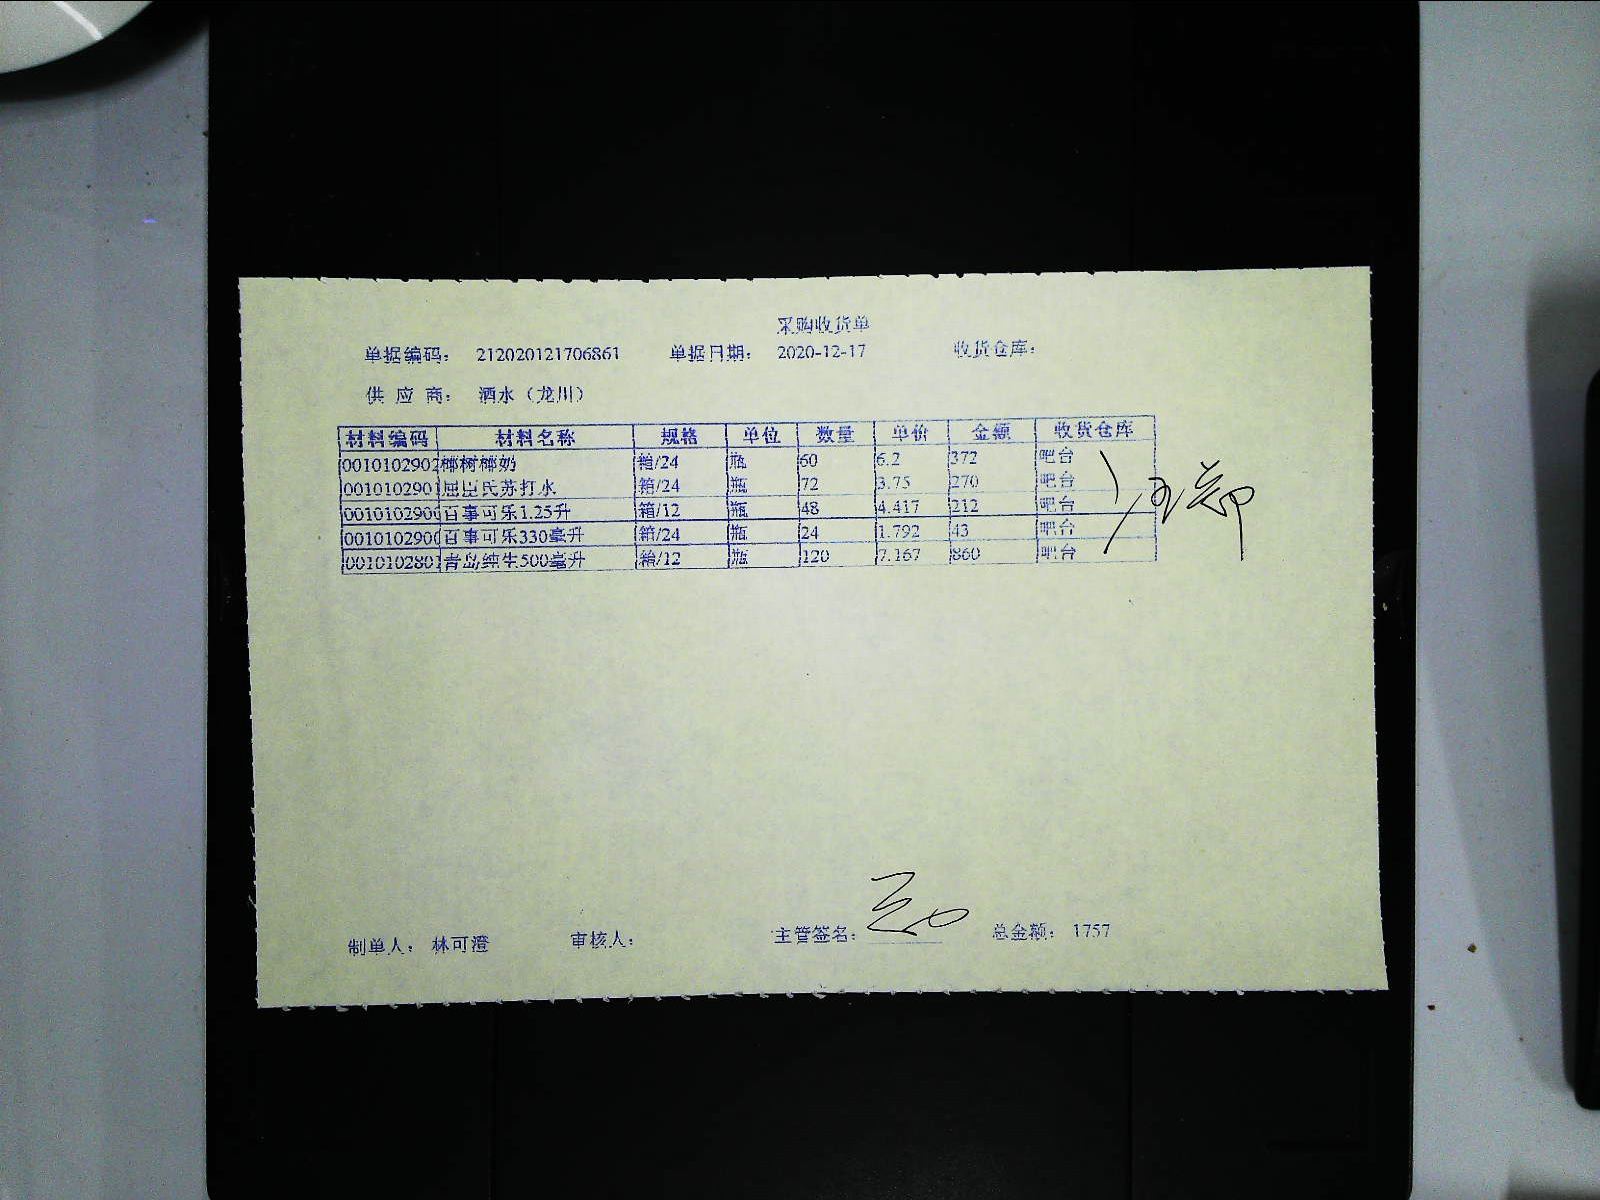 采购收货单
单据编码： 212020121706861 单据日期： 2020-12-17 收货仓库：
供 应 商： 酒水（龙川）
材料编码 材料名称 规格 单位 数量 单价 金额 收货仓库
0010102902 椰树椰奶 箱/24 瓶 60 6.2 372 吧台
0010102901 屈臣氏苏打水 箱/24 瓶 72 3.75 270 吧台
0010102900 百事可乐1.25升 箱/12 瓶 48 4.417 212 吧台
0010102900 百事可乐330毫升 箱/24 瓶 24 1.792 43 吧台
0010102801 青岛纯生500毫升 箱/12 瓶 120 7.167 860 吧台
制单人： 林可澄 审核人： 主管签名： 总金额： 1757